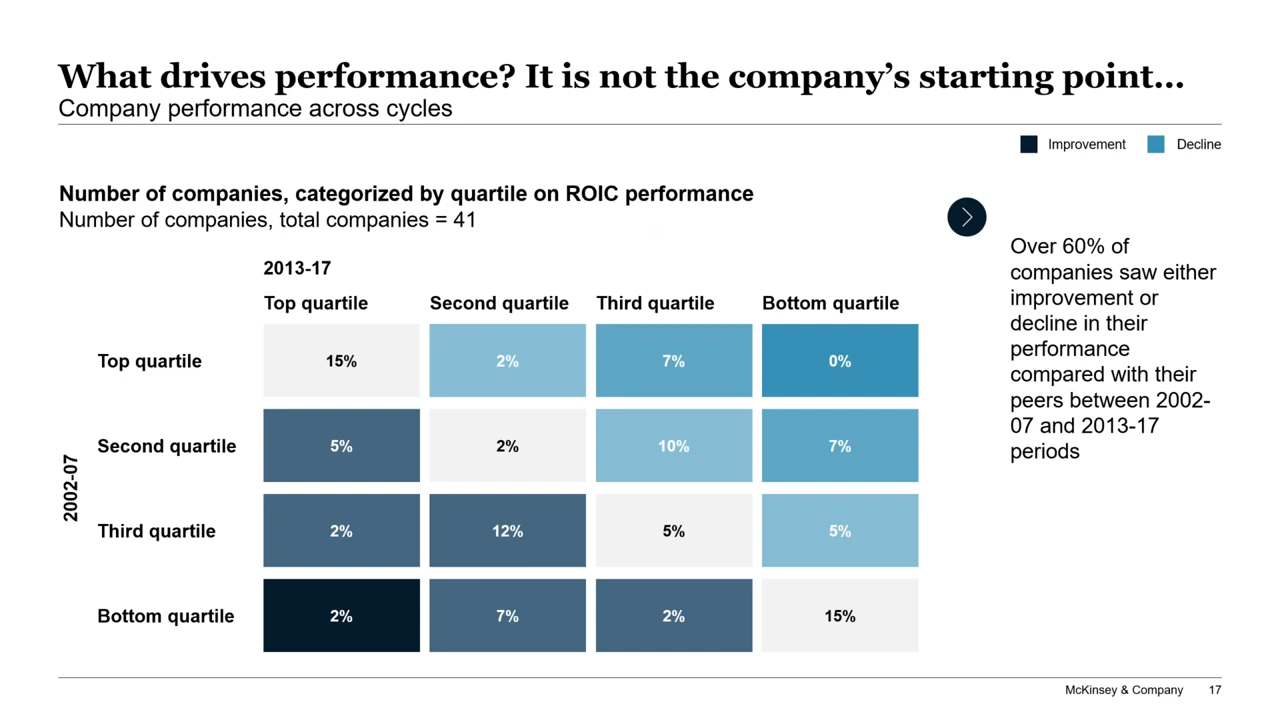 What drives performance? It is not the company’s starting point…
Company performance across cycles
Improvement
Decline
Number of companies, categorized by quartile on ROIC performance
Number of companies, total companies = 41
2013-17
Top quartile Second quartile Third quartile Bottom quartile
2002-07
Top quartile 15% 2% 7% 0%
Second quartile 5% 2% 10% 7%
Third quartile 2% 12% 5% 5%
Bottom quartile 2% 7% 2% 15%
Over 60% of
companies saw either
improvement or
decline in their
performance
compared with their
peers between 2002-
07 and 2013-17
periods
McKinsey & Company 17